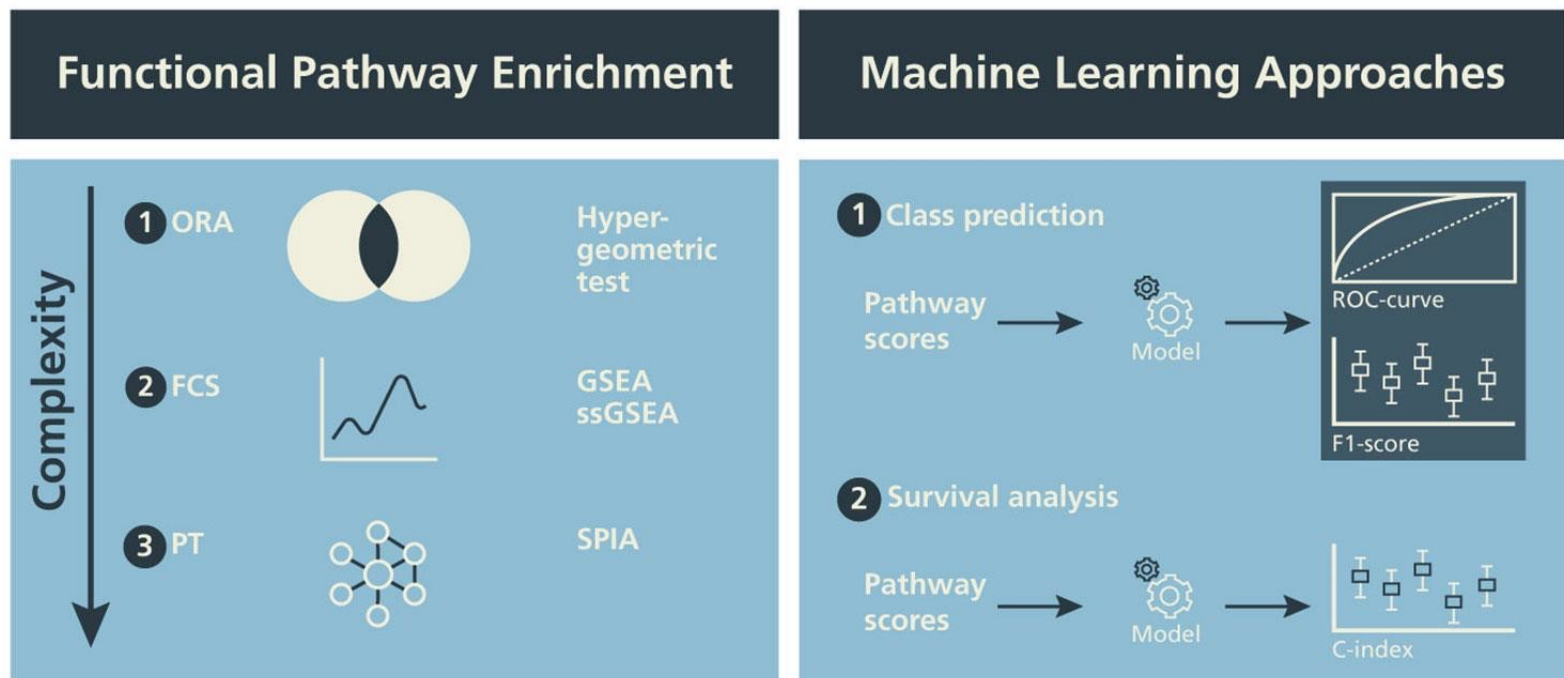 Functional Pathway Enrichment
Complexity
1 ORA
Hyper-
geometric
test
2 FCS
GSEA
ssGSEA
3 PT
SPIA
Machine Learning Approaches
1 Class prediction
Pathway
scores
Model
ROC-curve
F1-score
2 Survival analysis
Pathway
scores
Model
C-index